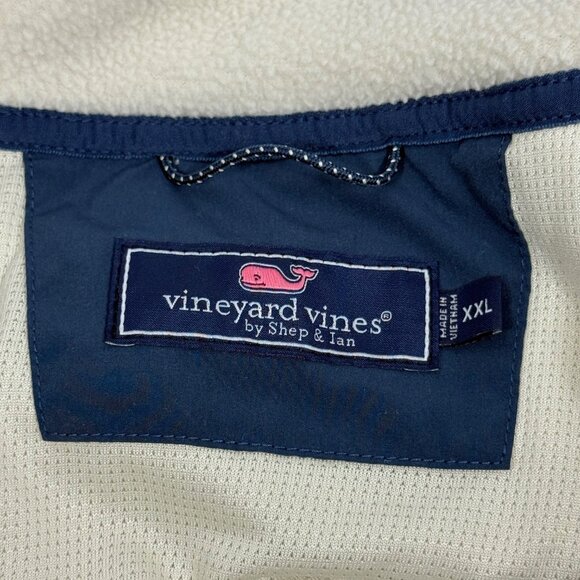 vineyard vines®
by Shep & Ian
MADE IN
VIETNAM
XXL